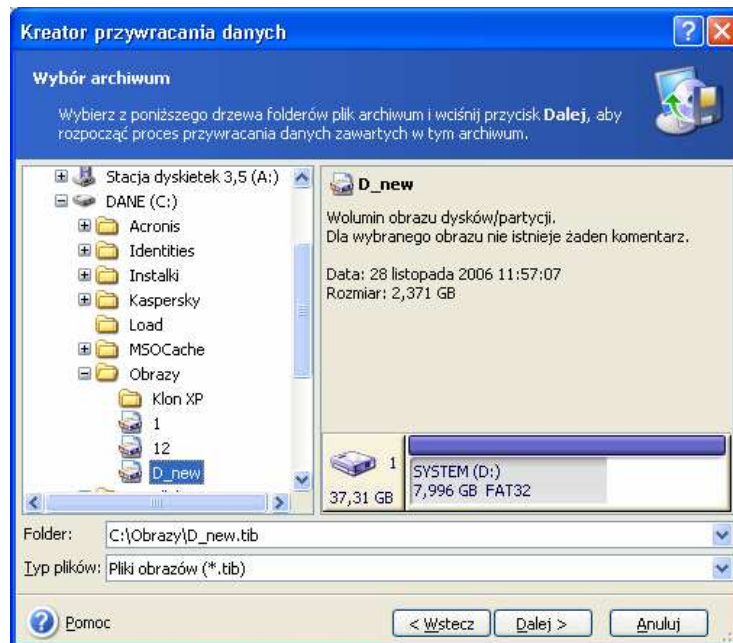 Kreator przywracania danych
Wybór archiwum
Wybierz z poniższego drzewa folderów plik archiwum i wciśnij przycisk Dalej, aby
rozpocząć proces przywracania danych zawartych w tym archiwum.
Stacja dyskietek 3,5 (A:)
DANE (C:)
Acronis
Identities
Instalki
Kaspersky
Load
MSOCache
Obrazy
Klon XP
1
12
D_new
D_new
Wolumin obrazu dysków/partycji.
Dla wybranego obrazu nie istnieje żaden komentarz.
Data: 28 listopada 2006 11:57:07
Rozmiar: 2,371 GB
1
37,31 GB
SYSTEM (D:)
7,996 GB FAT32
Folder: C:\Obrazy\D_new.tib
Typ plików: Pliki obrazów (*.tib)
Pomoc
< Wstecz
Dalej >
Anuluj